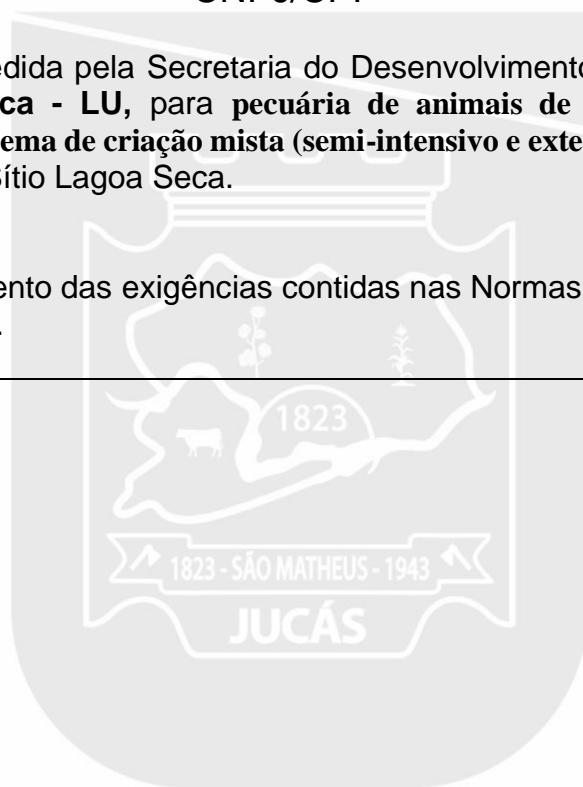 edida pela Secretaria do Desenvolvimento
ca - LU, para pecuária de animais de
ema de criação mista (semi-intensivo e exte
Sítio Lagoa Seca.
ento das exigências contidas nas Normas
1823
1823 - SÃO MATHEUS - 1943
JUCÁS